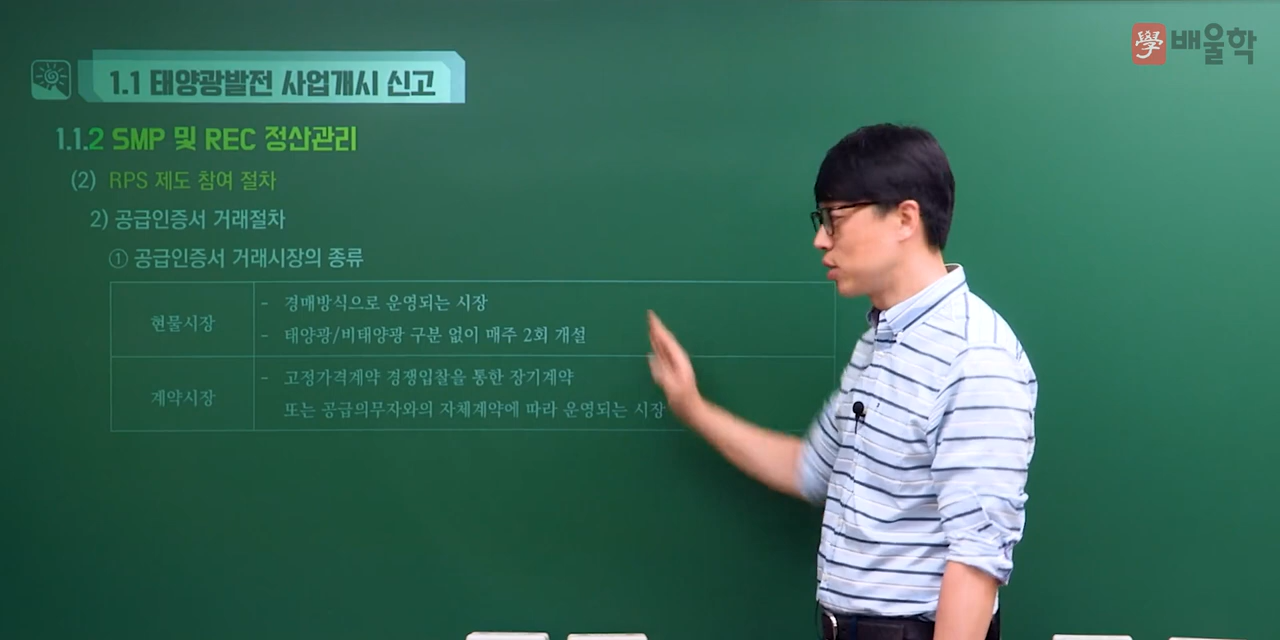 學 배울학
1.1 태양광발전 사업개시 신고
1.1.2 SMP 및 REC 정산관리
(2) RPS 제도 참여 절차
2) 공급인증서 거래절차
① 공급인증서 거래시장의 종류
현물시장
- 경매방식으로 운영되는 시장
- 태양광/비태양광 구분 없이 매주 2회 개설
계약시장
- 고정가격계약 경쟁입찰을 통한 장기계약
또는 공급의무자와의 자체계약에 따라 운영되는 시장